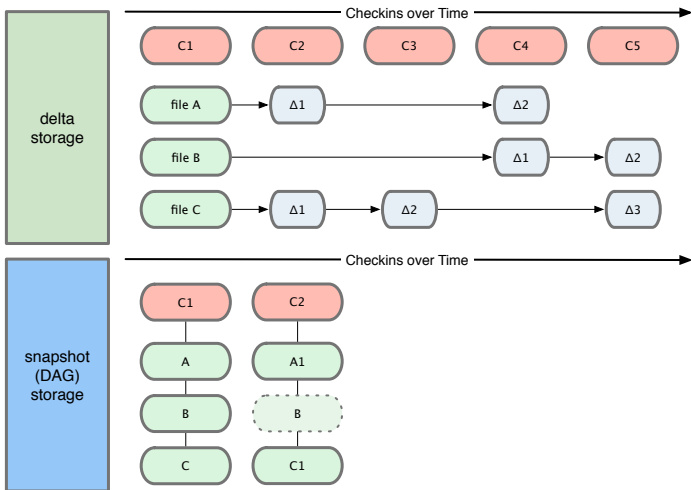 Checkins over Time
C1 C2 C3 C4 C5
delta
storage
file A Δ1 Δ2
file B Δ1 Δ2
file C Δ1 Δ2 Δ3
Checkins over Time
snapshot
(DAG)
storage
C1 C2
A A1
B B
C C1